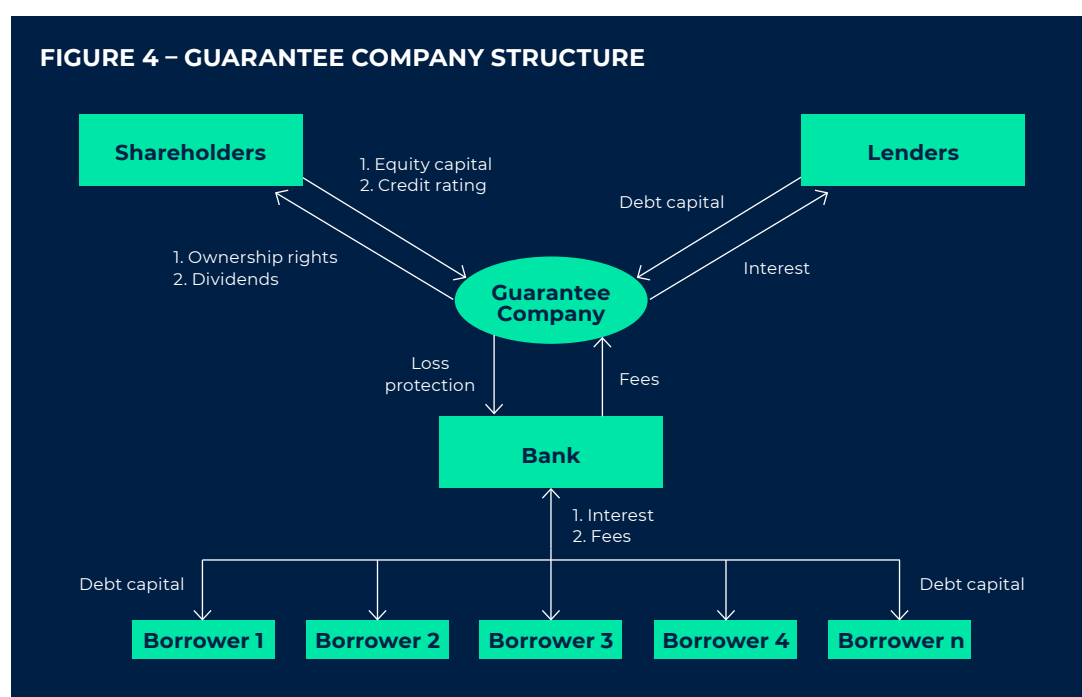 FIGURE 4 – GUARANTEE COMPANY STRUCTURE
Shareholders
Lenders
1. Equity capital
2. Credit rating
Debt capital
1. Ownership rights
2. Dividends
Interest
Guarantee
Company
Loss
protection
Fees
Bank
1. Interest
2. Fees
Debt capital
Debt capital
Borrower 1
Borrower 2
Borrower 3
Borrower 4
Borrower n